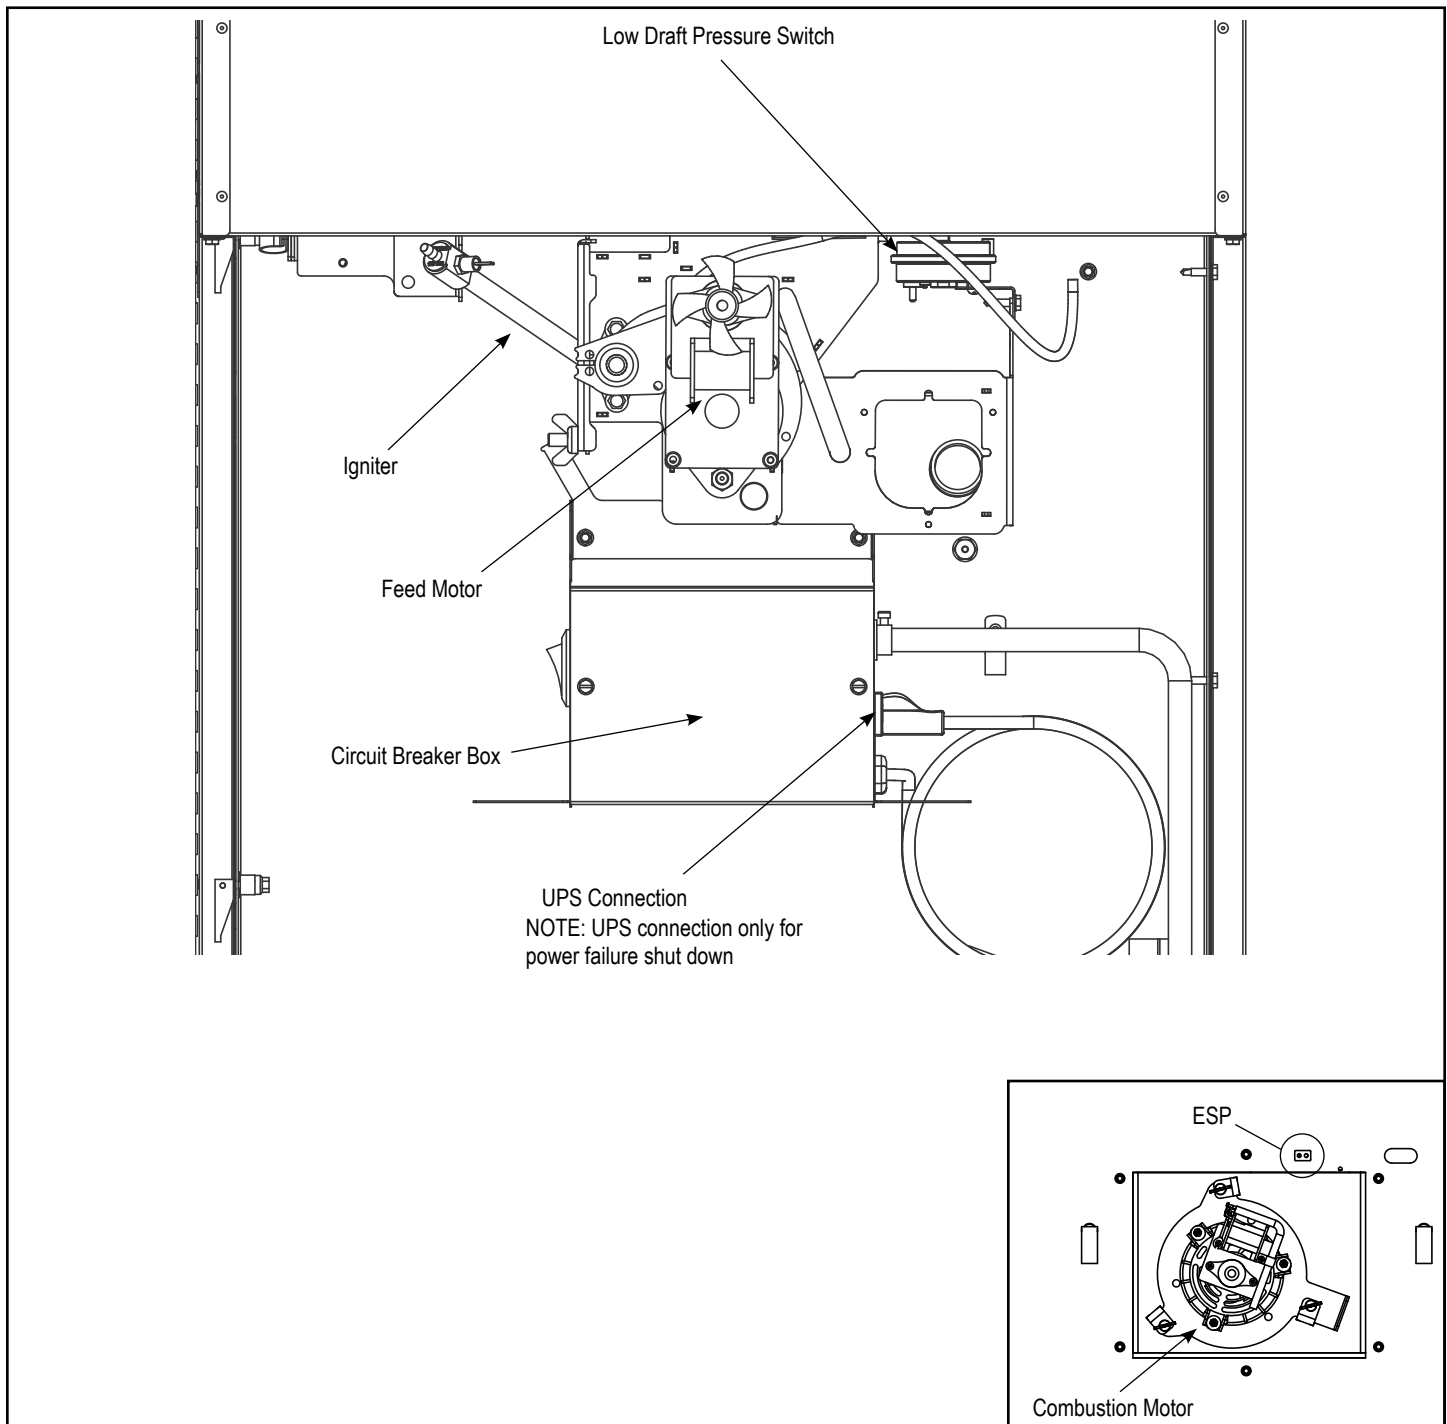 Low Draft Pressure Switch
Igniter
Feed Motor
Circuit Breaker Box
UPS Connection
NOTE: UPS connection only for
power failure shut down
ESP
Combustion Motor